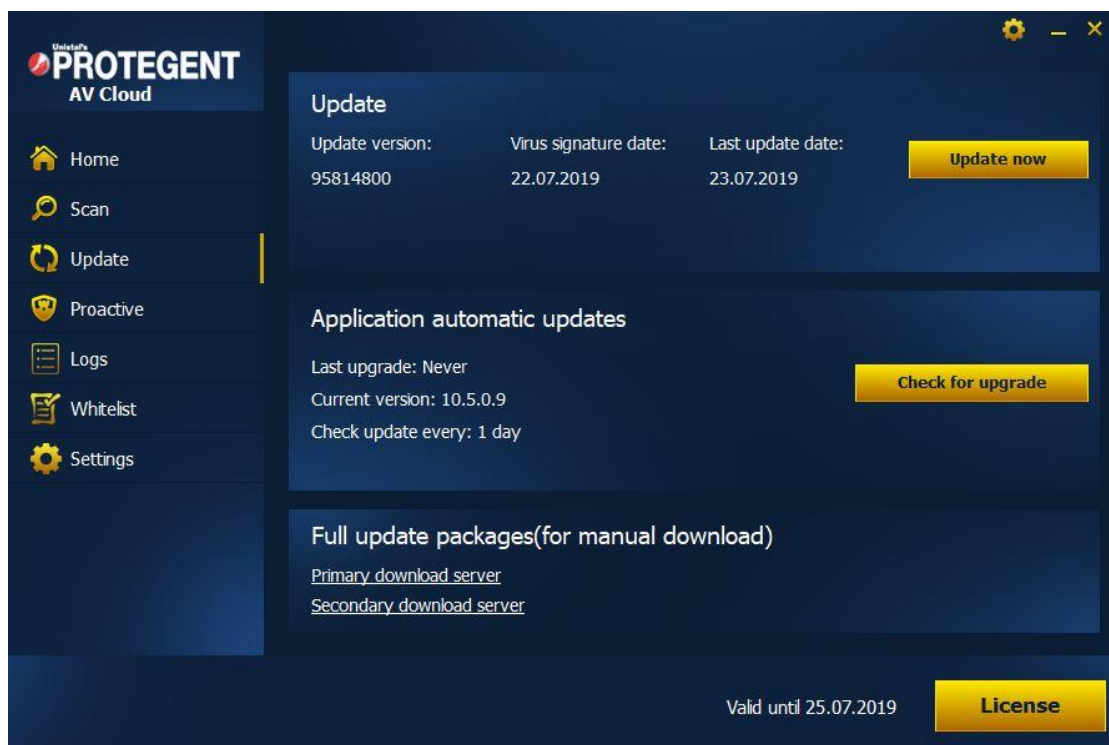 Unistal's
PROTEGENT
AV Cloud
Home
Scan
Update
Proactive
Logs
Whitelist
Settings
Update
Update version: Virus signature date: Last update date:
95814800 22.07.2019 23.07.2019
Update now
Application automatic updates
Last upgrade: Never
Current version: 10.5.0.9
Check update every: 1 day
Check for upgrade
Full update packages(for manual download)
Primary download server
Secondary download server
Valid until 25.07.2019
License